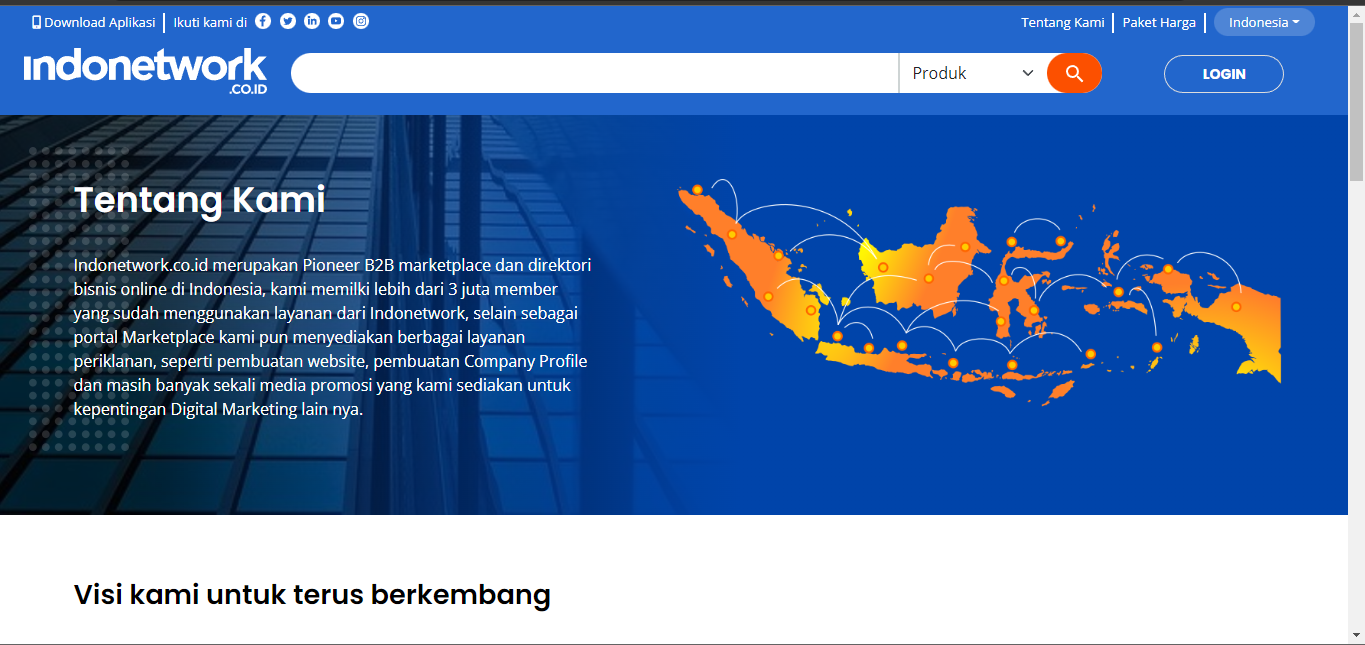 Download Aplikasi
Ikuti kami di
Tentang Kami
Paket Harga
Indonesia
Indonetwork
.CO.ID
Produk
LOGIN
Tentang Kami
Indonetwork.co.id merupakan Pioneer B2B marketplace dan direktori
bisnis online di Indonesia, kami memilki lebih dari 3 juta member
yang sudah menggunakan layanan dari Indonetwork, selain sebagai
portal Marketplace kami pun menyediakan berbagai layanan
periklanan, seperti pembuatan website, pembuatan Company Profile
dan masih banyak sekali media promosi yang kami sediakan untuk
kepentingan Digital Marketing lain nya.
Visi kami untuk terus berkembang